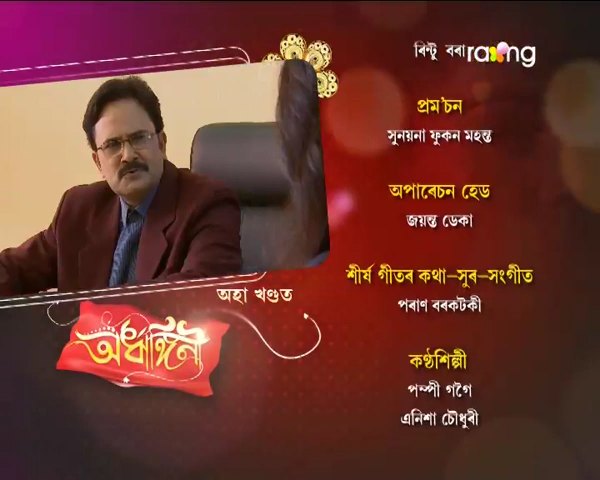 ৰিন্টু বৰা
rang
প্ৰম'চন
সুনয়না ফুকন মহন্ত
অপাৰেচন হেড
জয়ন্ত ডেকা
শীৰ্ষ গীতৰ কথা–সুৰ–সংগীত
পৰাণ বৰকটকী
কণ্ঠশিল্পী
পম্পী গগৈ
এনিশা চৌধুৰী
অহা খণ্ডত
অৰ্ধাঙ্গিনী